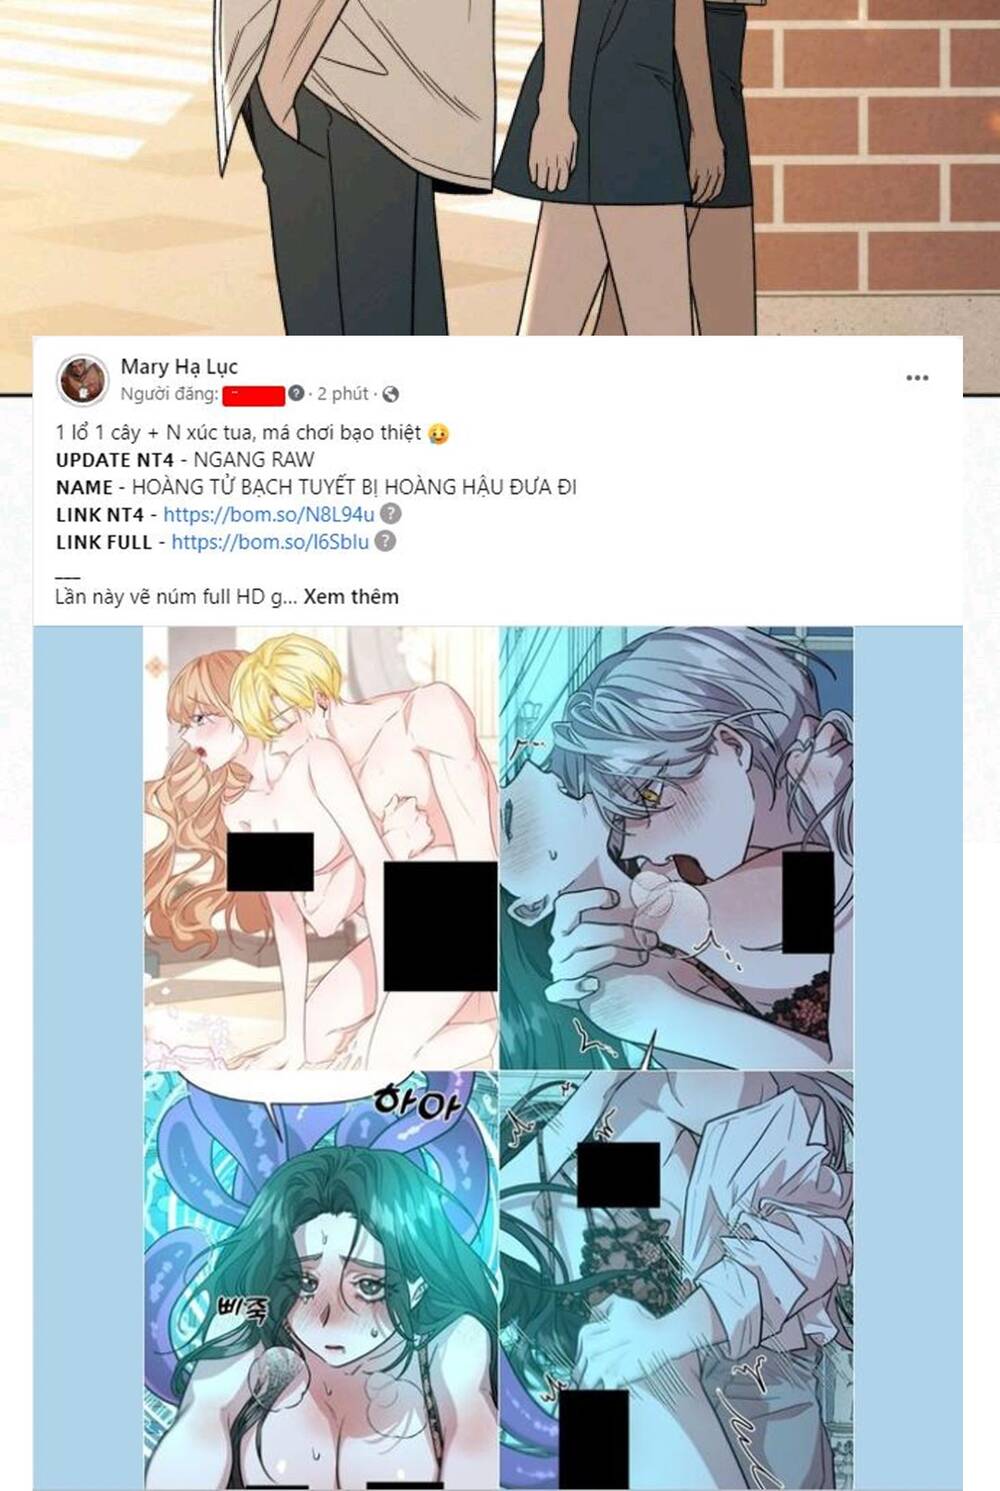 Mary Hạ Lục
Người đăng: · 2 phút ·
1 lổ 1 cây + N xúc tua, má chơi bạo thiệt 😥
UPDATE NT4 - NGANG RAW
NAME - HOÀNG TỬ BẠCH TUYẾT BỊ HOÀNG HẬU ĐƯA ĐI
LINK NT4 - https://bom.so/N8L94u
LINK FULL - https://bom.so/I6Sblu
___
Lần này vẽ núm full HD g... Xem thêm
하아
삐죽